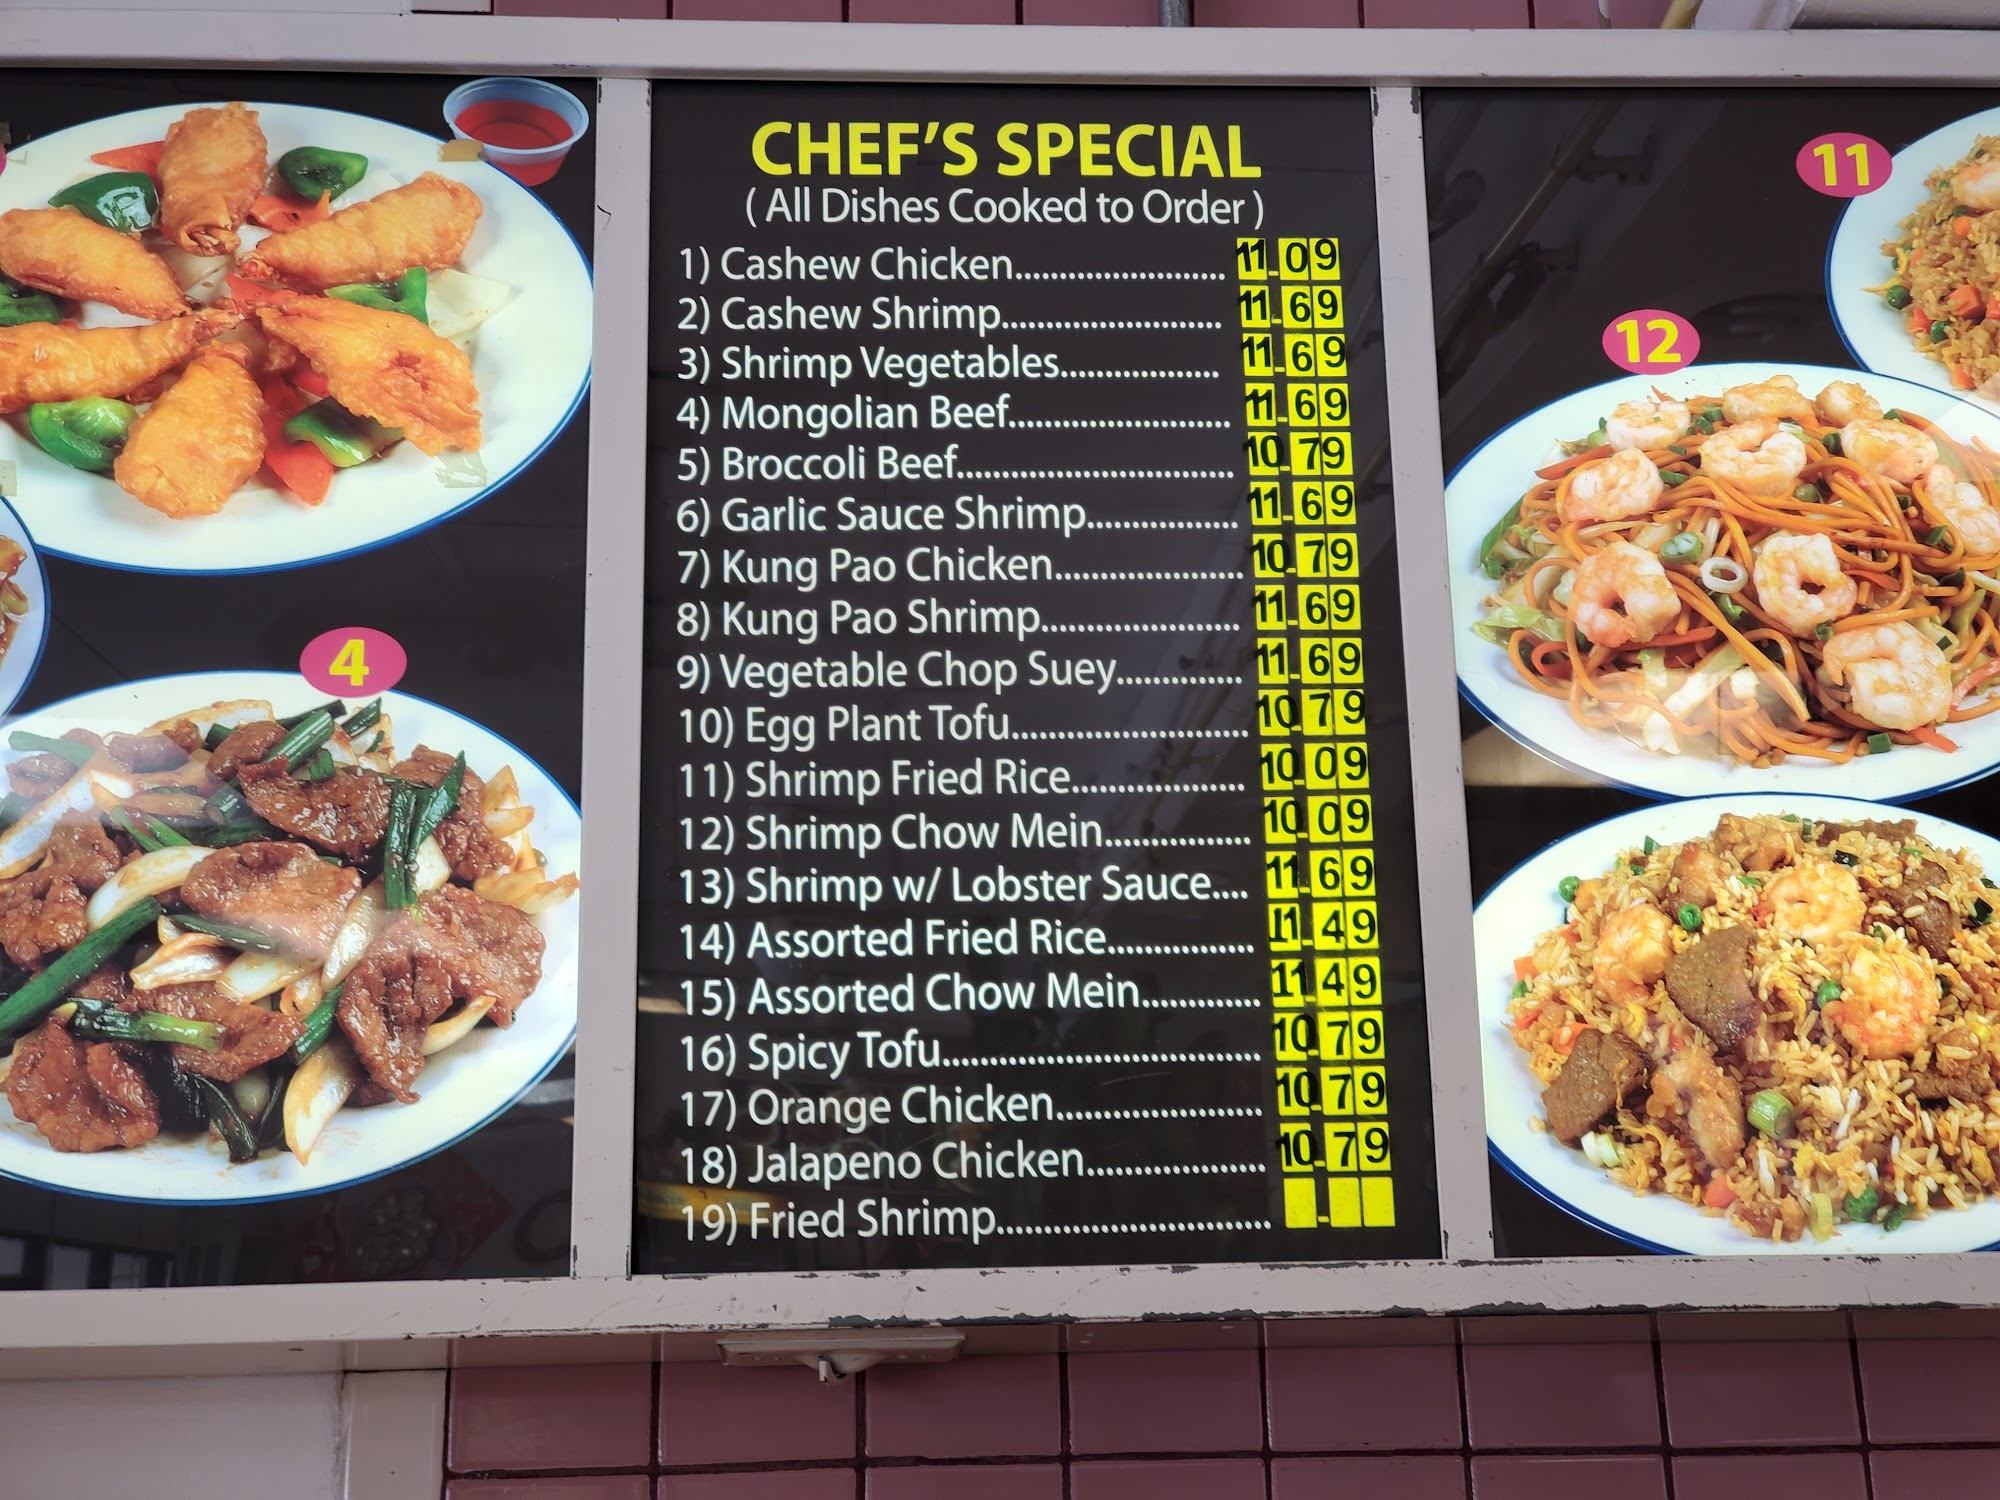 CHEF'S SPECIAL
( All Dishes Cooked to Order )
1) Cashew Chicken........................ 11.09
2) Cashew Shrimp......................... 11.69
3) Shrimp Vegetables.................. 11.69
4) Mongolian Beef......................... 11.69
5) Broccoli Beef............................... 10.79
6) Garlic Sauce Shrimp................. 11.69
7) Kung Pao Chicken..................... 10.79
8) Kung Pao Shrimp...................... 11.69
9) Vegetable Chop Suey.............. 11.69
10) Egg Plant Tofu........................... 10.79
11) Shrimp Fried Rice.................... 10.09
12) Shrimp Chow Mein................. 10.09
13) Shrimp w/ Lobster Sauce.... 11.69
14) Assorted Fried Rice................. 11.49
15) Assorted Chow Mein............. 11.49
16) Spicy Tofu.................................... 10.79
17) Orange Chicken....................... 10.79
18) Jalapeno Chicken.................... 10.79
19) Fried Shrimp...............................
4
11
12